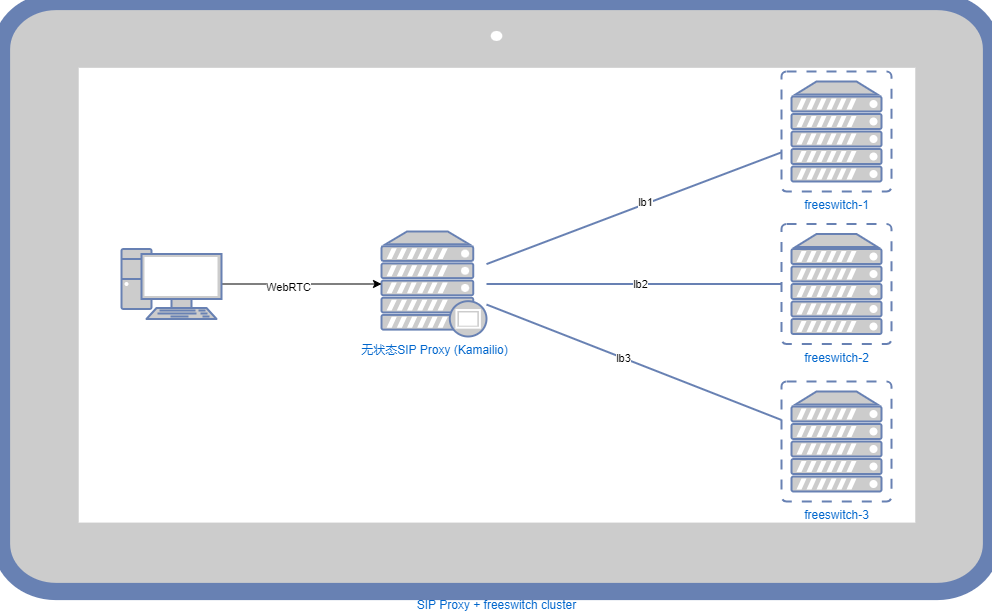 freeswitch-1
lb1
WebRTC
lb2
无状态SIP Proxy (Kamailio)
freeswitch-2
lb3
freeswitch-3
SIP Proxy + freeswitch cluster